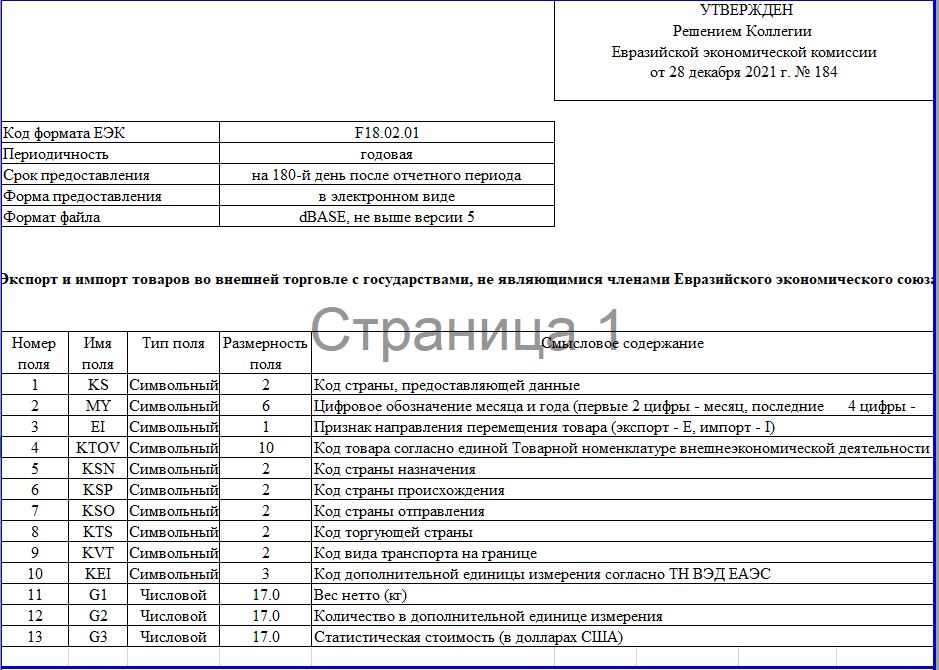 УТВЕРЖДЕН
Решением Коллегии
Евразийской экономической комиссии
от 28 декабря 2021 г. № 184
Код формата ЕЭК F18.02.01
Периодичность годовая
Срок предоставления на 180-й день после отчетного периода
Форма предоставления в электронном виде
Формат файла dBASE, не выше версии 5
Экспорт и импорт товаров во внешней торговле с государствами, не являющимися членами Евразийского экономического союза
Страница 1
Номер поля Имя поля Тип поля Размерность поля Смысловое содержание
1 KS Символьный 2 Код страны, предоставляющей данные
2 MY Символьный 6 Цифровое обозначение месяца и года (первые 2 цифры - месяц, последние 4 цифры -
3 EI Символьный 1 Признак направления перемещения товара (экспорт - E, импорт - I)
4 KTOV Символьный 10 Код товара согласно единой Товарной номенклатуре внешнеэкономической деятельности
5 KSN Символьный 2 Код страны назначения
6 KSP Символьный 2 Код страны происхождения
7 KSO Символьный 2 Код страны отправления
8 KTS Символьный 2 Код торгующей страны
9 KVT Символьный 2 Код вида транспорта на границе
10 KEI Символьный 3 Код дополнительной единицы измерения согласно ТН ВЭД ЕАЭС
11 G1 Числовой 17.0 Вес нетто (кг)
12 G2 Числовой 17.0 Количество в дополнительной единице измерения
13 G3 Числовой 17.0 Статистическая стоимость (в долларах США)